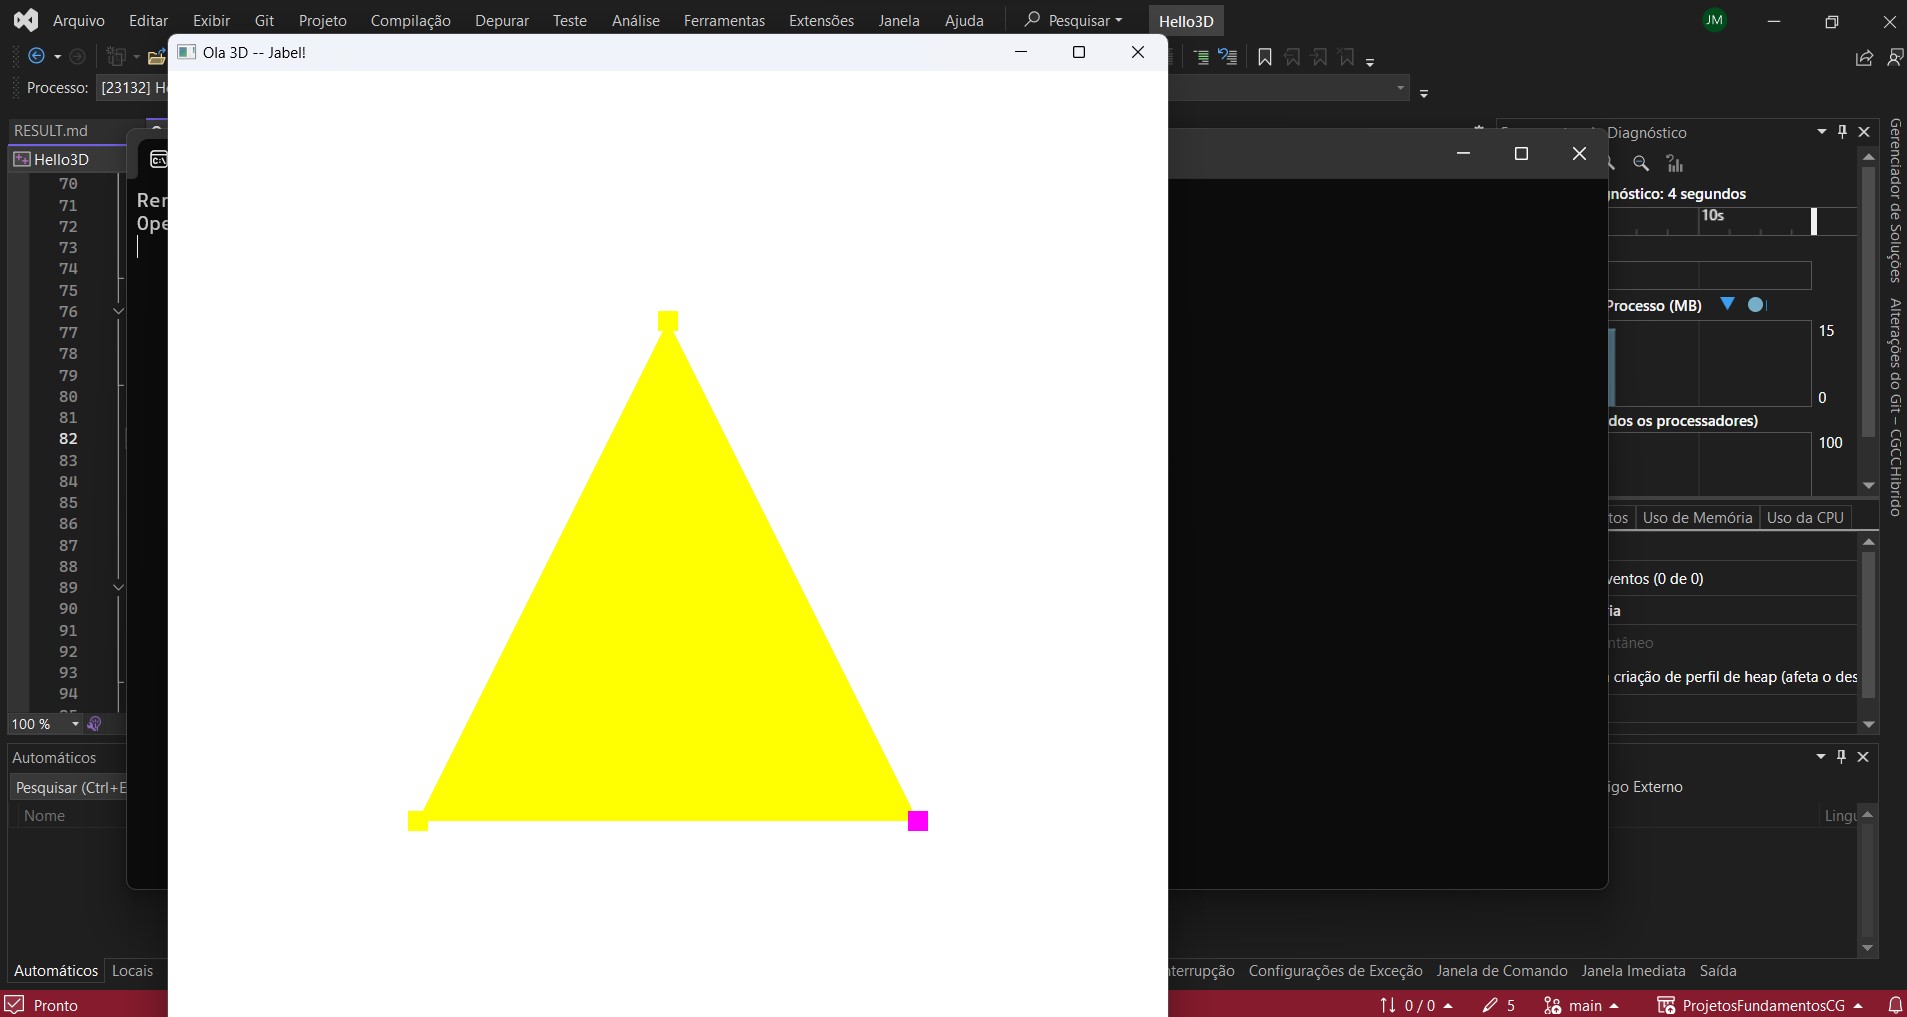 Arquivo Editar Exibir Git Projeto Compilação Depurar Teste Análise Ferramentas Extensões Janela Ajuda Pesquisar Hello3D JM
Ola 3D -- Jabel!
Processo: [23132] H
RESULT.md
Hello3D
Diagnóstico
nóstico: 4 segundos
10s
Processo (MB)
15
0
dos os processadores)
100
tos Uso de Memória Uso da CPU
ventos (0 de 0)
ria
ntâneo
criação de perfil de heap (afeta o des
70
71
72
73
74
75
76
77
78
79
80
81
82
83
84
85
86
87
88
89
90
91
92
93
94
Ren
Ope
100 %
Automáticos
Pesquisar (Ctrl+E
Nome
igo Externo
Lingu
Automáticos Locais
nterrupção Configurações de Exceção Janela de Comando Janela Imediata Saída
Pronto
0 / 0 5 main ProjetosFundamentosCG
Gerenciador de Soluções
Alterações do Git – CGCCHibrido